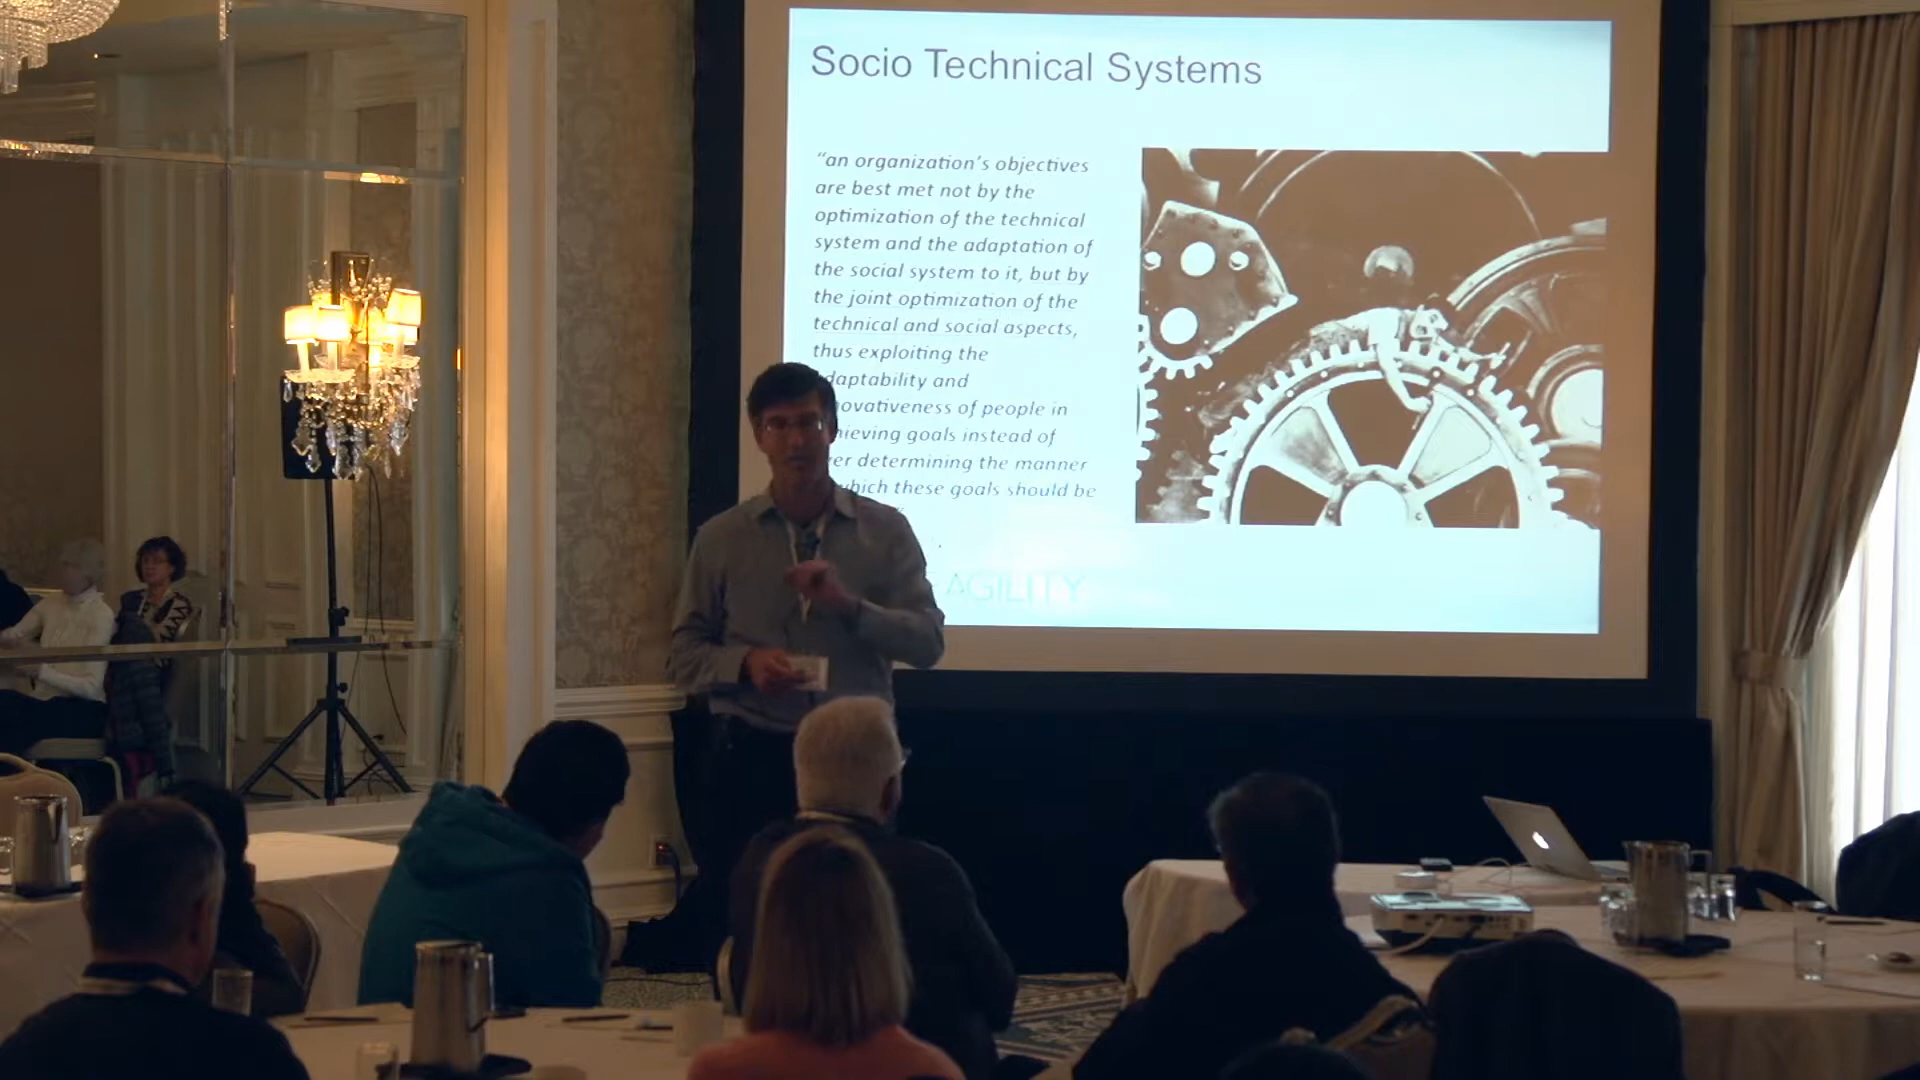 Socio Technical Systems
“an organization’s objectives
are best met not by the
optimization of the technical
system and the adaptation of
the social system to it, but by
the joint optimization of the
technical and social aspects,
thus exploiting the
daptability and
novativeness of people in
hieving goals instead of
er determining the manner
which these goals should be
AGILITY